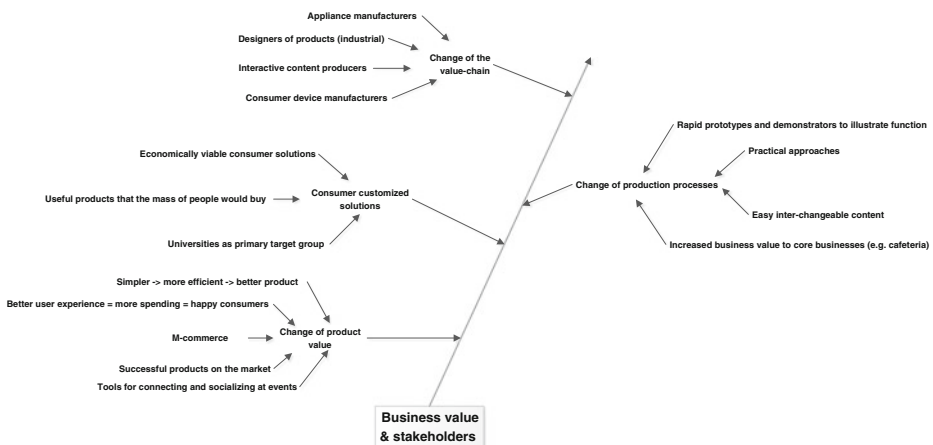 Appliance manufacturers
Designers of products (industrial)
Interactive content producers
Consumer device manufacturers
Change of the
value-chain
Rapid prototypes and demonstrators to illustrate function
Practical approaches
Change of production processes
Easy inter-changeable content
Increased business value to core businesses (e.g. cafeteria)
Economically viable consumer solutions
Useful products that the mass of people would buy
Universities as primary target group
Consumer customized
solutions
Simpler -> more efficient -> better product
Better user experience = more spending = happy consumers
M-commerce
Successful products on the market
Tools for connecting and socializing at events
Change of product
value
Business value
& stakeholders